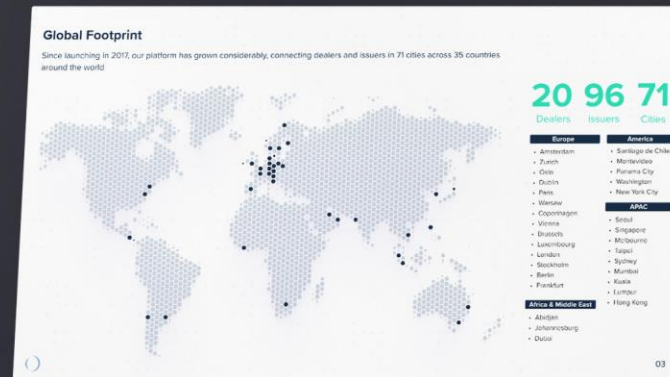 Global Footprint
Since launching in 2017, our platform has grown considerably, connecting dealers and issuers in 71 cities across 35 countries
around the world
20 96 71
Dealers Issuers Cities
Europe
• Amsterdam
• Zurich
• Oslo
• Dublin
• Paris
• Warsaw
• Copenhagen
• Vienna
• Brussels
• Luxembourg
• London
• Stockholm
• Berlin
• Frankfurt
Africa & Middle East
• Abidjan
• Johannesburg
• Dubai
America
• Santiago de Chile
• Montevideo
• Panama City
• Washington
• New York City
APAC
• Seoul
• Singapore
• Melbourne
• Taipei
• Sydney
• Mumbai
• Kuala
• Lumpur
• Hong Kong
03